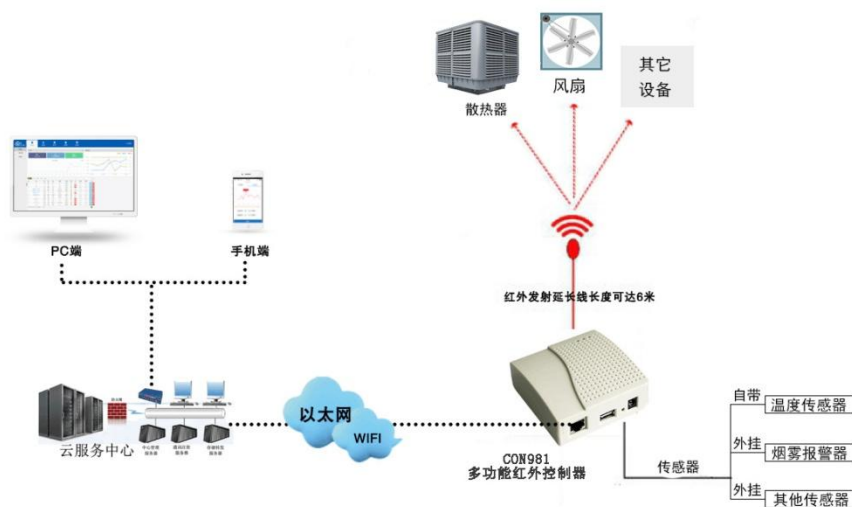 散热器
风扇
其它
设备
PC端
手机端
红外发射延长线长度可达6米
云服务中心
以太网
WIFI
CON981
多功能红外控制器
传感器
自带
温度传感器
外挂
烟雾报警器
外挂
其他传感器